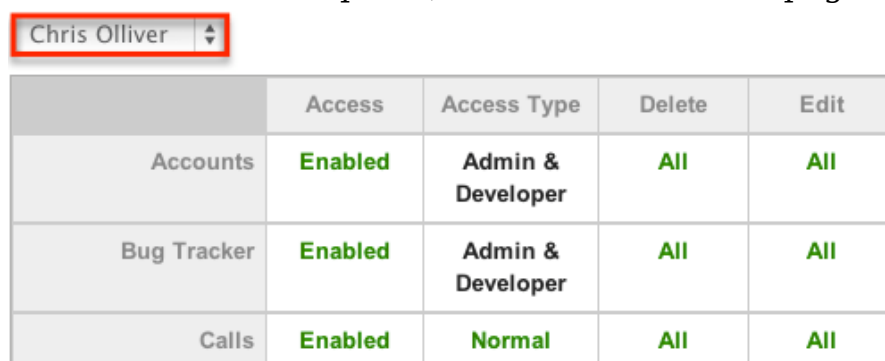 Chris Olliver
Access Access Type Delete Edit
Accounts Enabled Admin & Developer All All
Bug Tracker Enabled Admin & Developer All All
Calls Enabled Normal All All